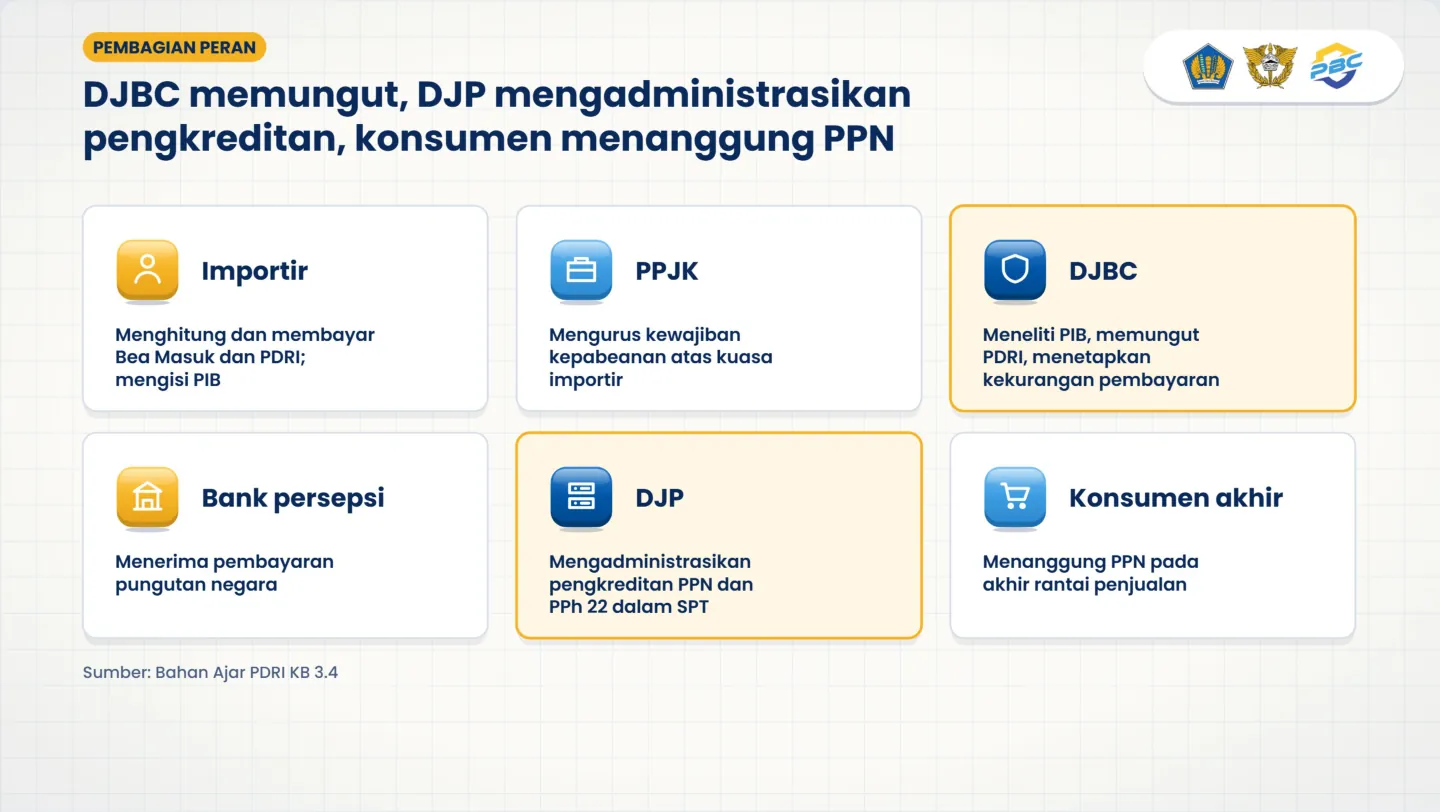 PEMBAGIAN PERAN
DJBC memungut, DJP mengadministrasikan
pengkreditan, konsumen menanggung PPN
PBC
Importir
Menghitung dan membayar
Bea Masuk dan PDRI;
mengisi PIB
PPJK
Mengurus kewajiban
kepabeanan atas kuasa
importir
DJBC
Meneliti PIB, memungut
PDRI, menetapkan
kekurangan pembayaran
Bank persepsi
Menerima pembayaran
pungutan negara
DJP
Mengadministrasikan
pengkreditan PPN dan
PPh 22 dalam SPT
Konsumen akhir
Menanggung PPN pada
akhir rantai penjualan
Sumber: Bahan Ajar PDRI KB 3.4